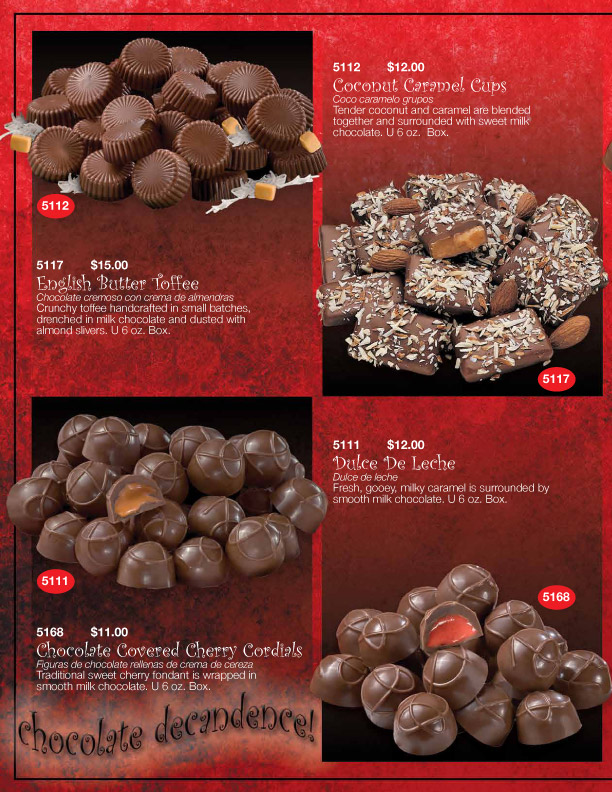 5112 $12.00
Coconut Caramel Cups
Coco caramelo grupos
Tender coconut and caramel are blended
together and surrounded with sweet milk
chocolate. U 6 oz. Box.
5112
5117 $15.00
English Butter Toffee
Chocolate cremoso con crema de almendras
Crunchy toffee handcrafted in small batches,
drenched in milk chocolate and dusted with
almond slivers. U 6 oz. Box.
5117
5111 $12.00
Dulce De Leche
Dulce de leche
Fresh, gooey, milky caramel is surrounded by
smooth milk chocolate. U 6 oz. Box.
5111
5168 $11.00
Chocolate Covered Cherry Cordials
Figuras de chocolate rellenas de crema de cereza
Traditional sweet cherry fondant is wrapped in
smooth milk chocolate. U 6 oz. Box.
5168
chocolate decandence!